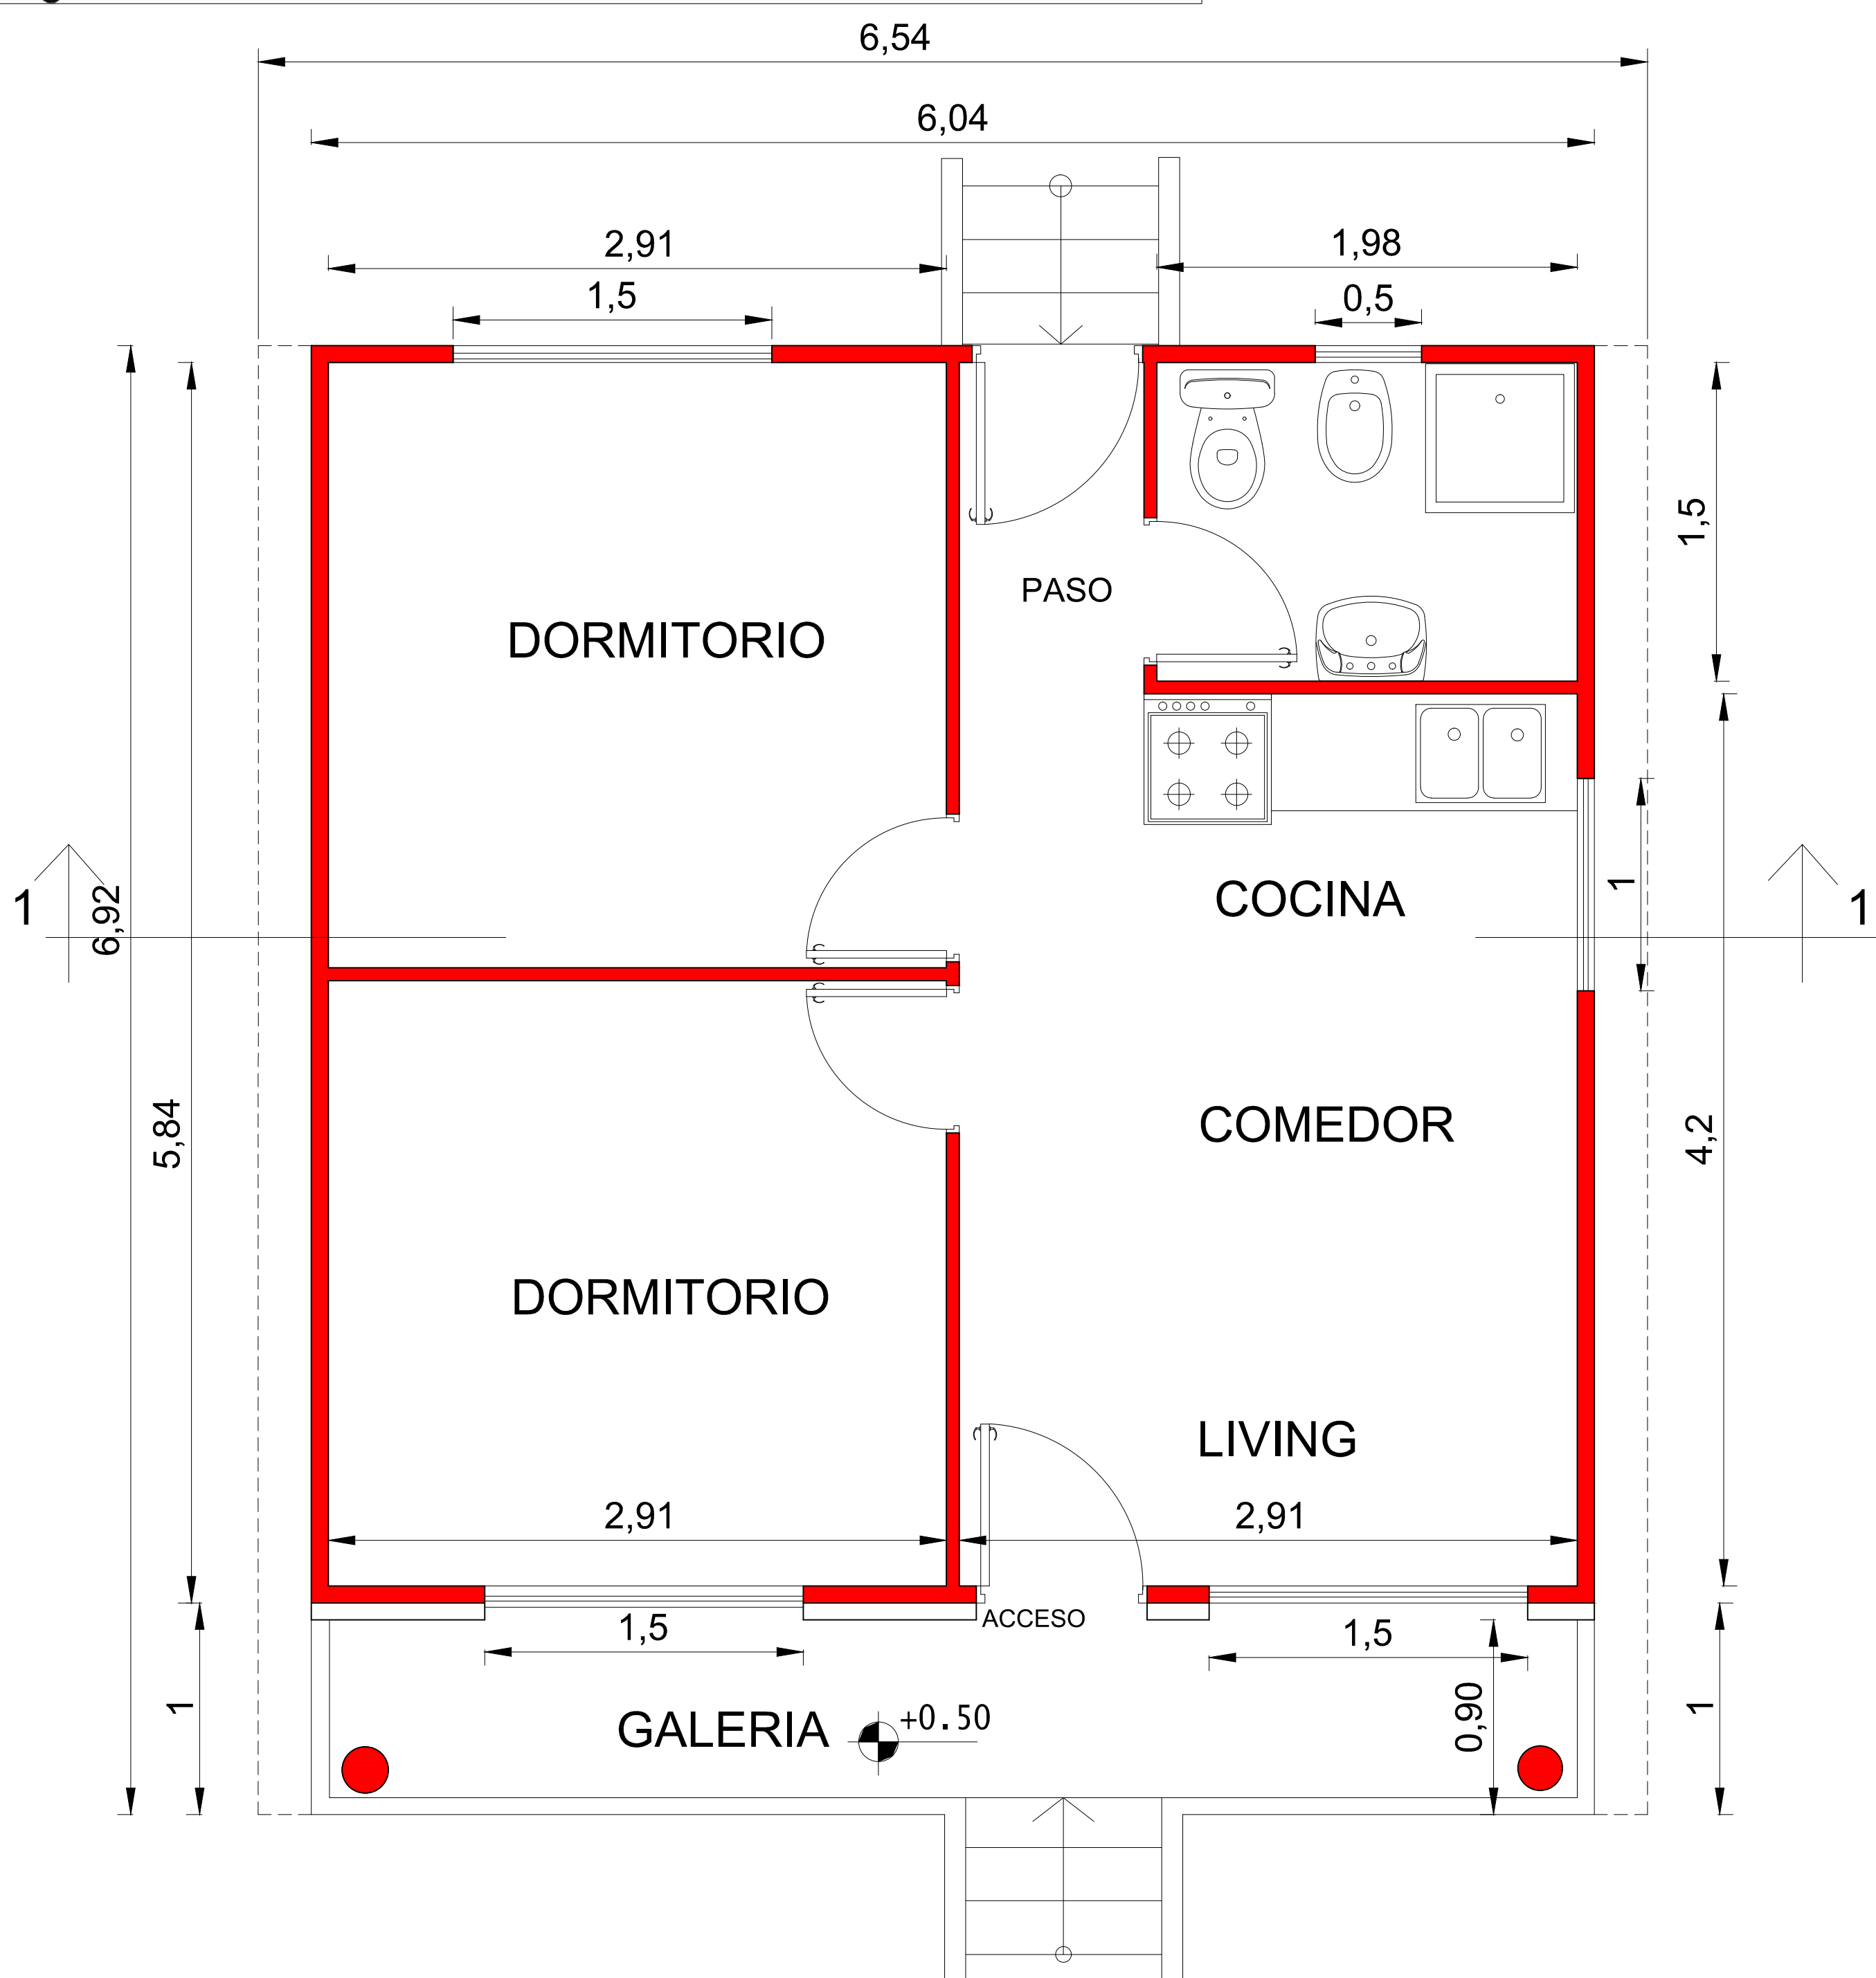 6,54
6,04
2,91
1,98
1,5
0,5
1,5
PASO
DORMITORIO
1
6,92
COCINA
1
1
5,84
COMEDOR
4,2
DORMITORIO
LIVING
2,91
2,91
ACCESO
1,5
1,5
1
GALERIA
+0.50
0,90
1